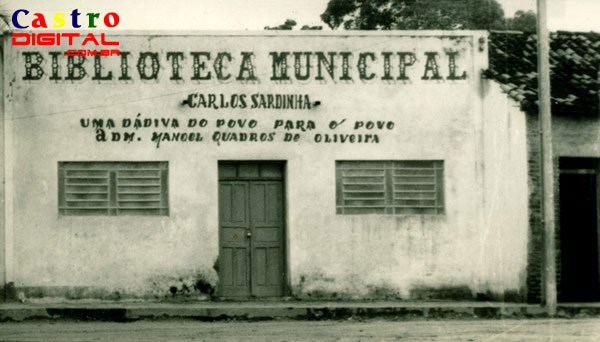 Castro
DIGITAL.COM.BR
BIBLIOTECA MUNICIPAL
-CARLOS SARDINHA-
UMA DÁDIVA DO POVO PARA O POVO
ADM. MANOEL QUADROS DE OLIVEIRA